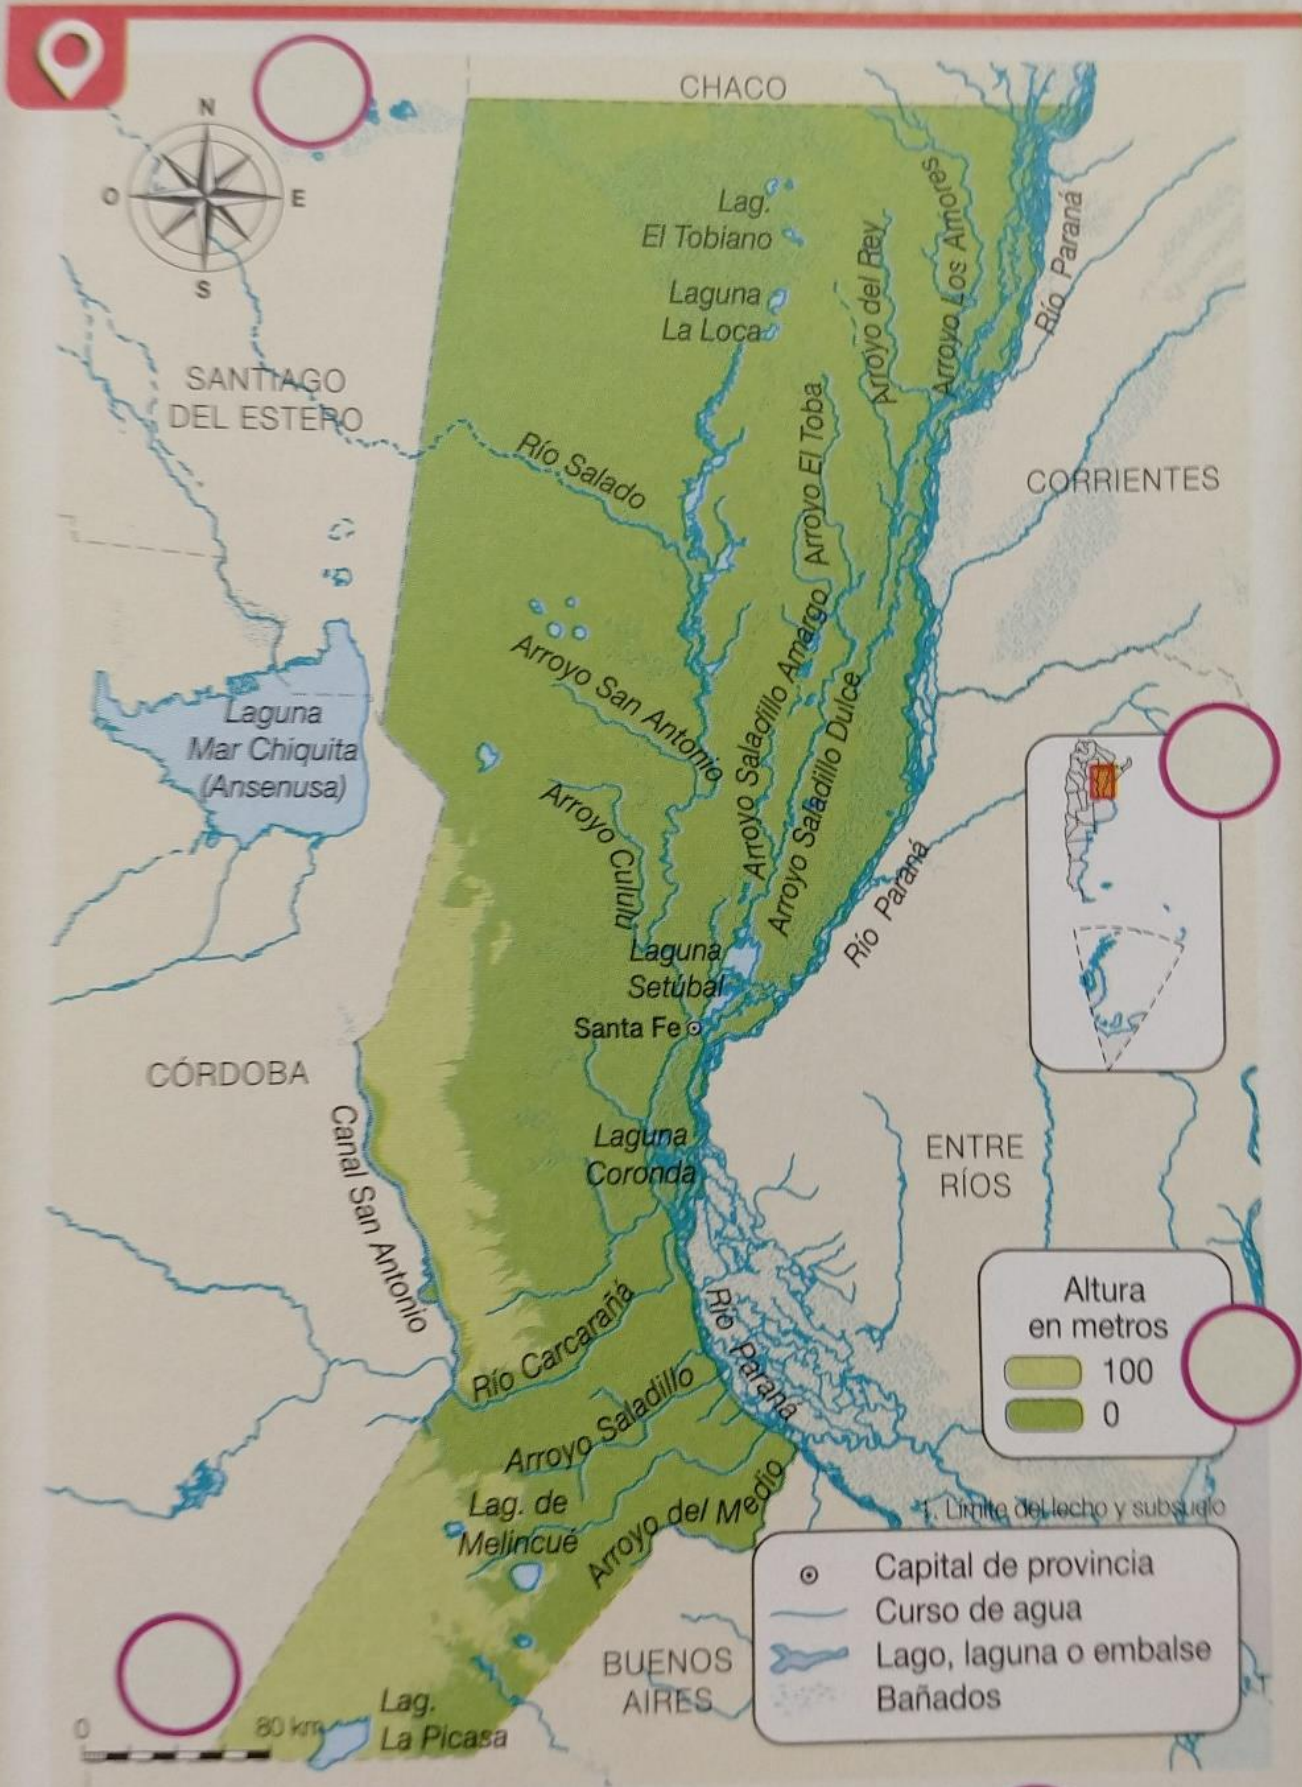 CHACO
N
O
E
S
Lag.
El Tobiano
Laguna
La Loca
Arroyo del Rey
Arroyo Los Amores
Río Paraná
SANTIAGO
DEL ESTERO
Río Salado
Arroyo El Toba
CORRIENTES
Arroyo San Antonio
Arroyo Saladillo Amargo
Arroyo Saladillo Dulce
Laguna
Mar Chiquita
(Ansenusa)
Arroyo Cululú
Río Paraná
Laguna
Setúbal
Santa Fe
CÓRDOBA
Canal San Antonio
Laguna
Coronda
ENTRE
RÍOS
Río Carcarañá
Río Paraná
Altura
en metros
100
0
Arroyo Saladillo
Lag. de
Melincué
Arroyo del Medio
1. Límite del lecho y subsuelo
Capital de provincia
Curso de agua
Lago, laguna o embalse
Bañados
BUENOS
AIRES
Lag.
La Picasa
0
80 km